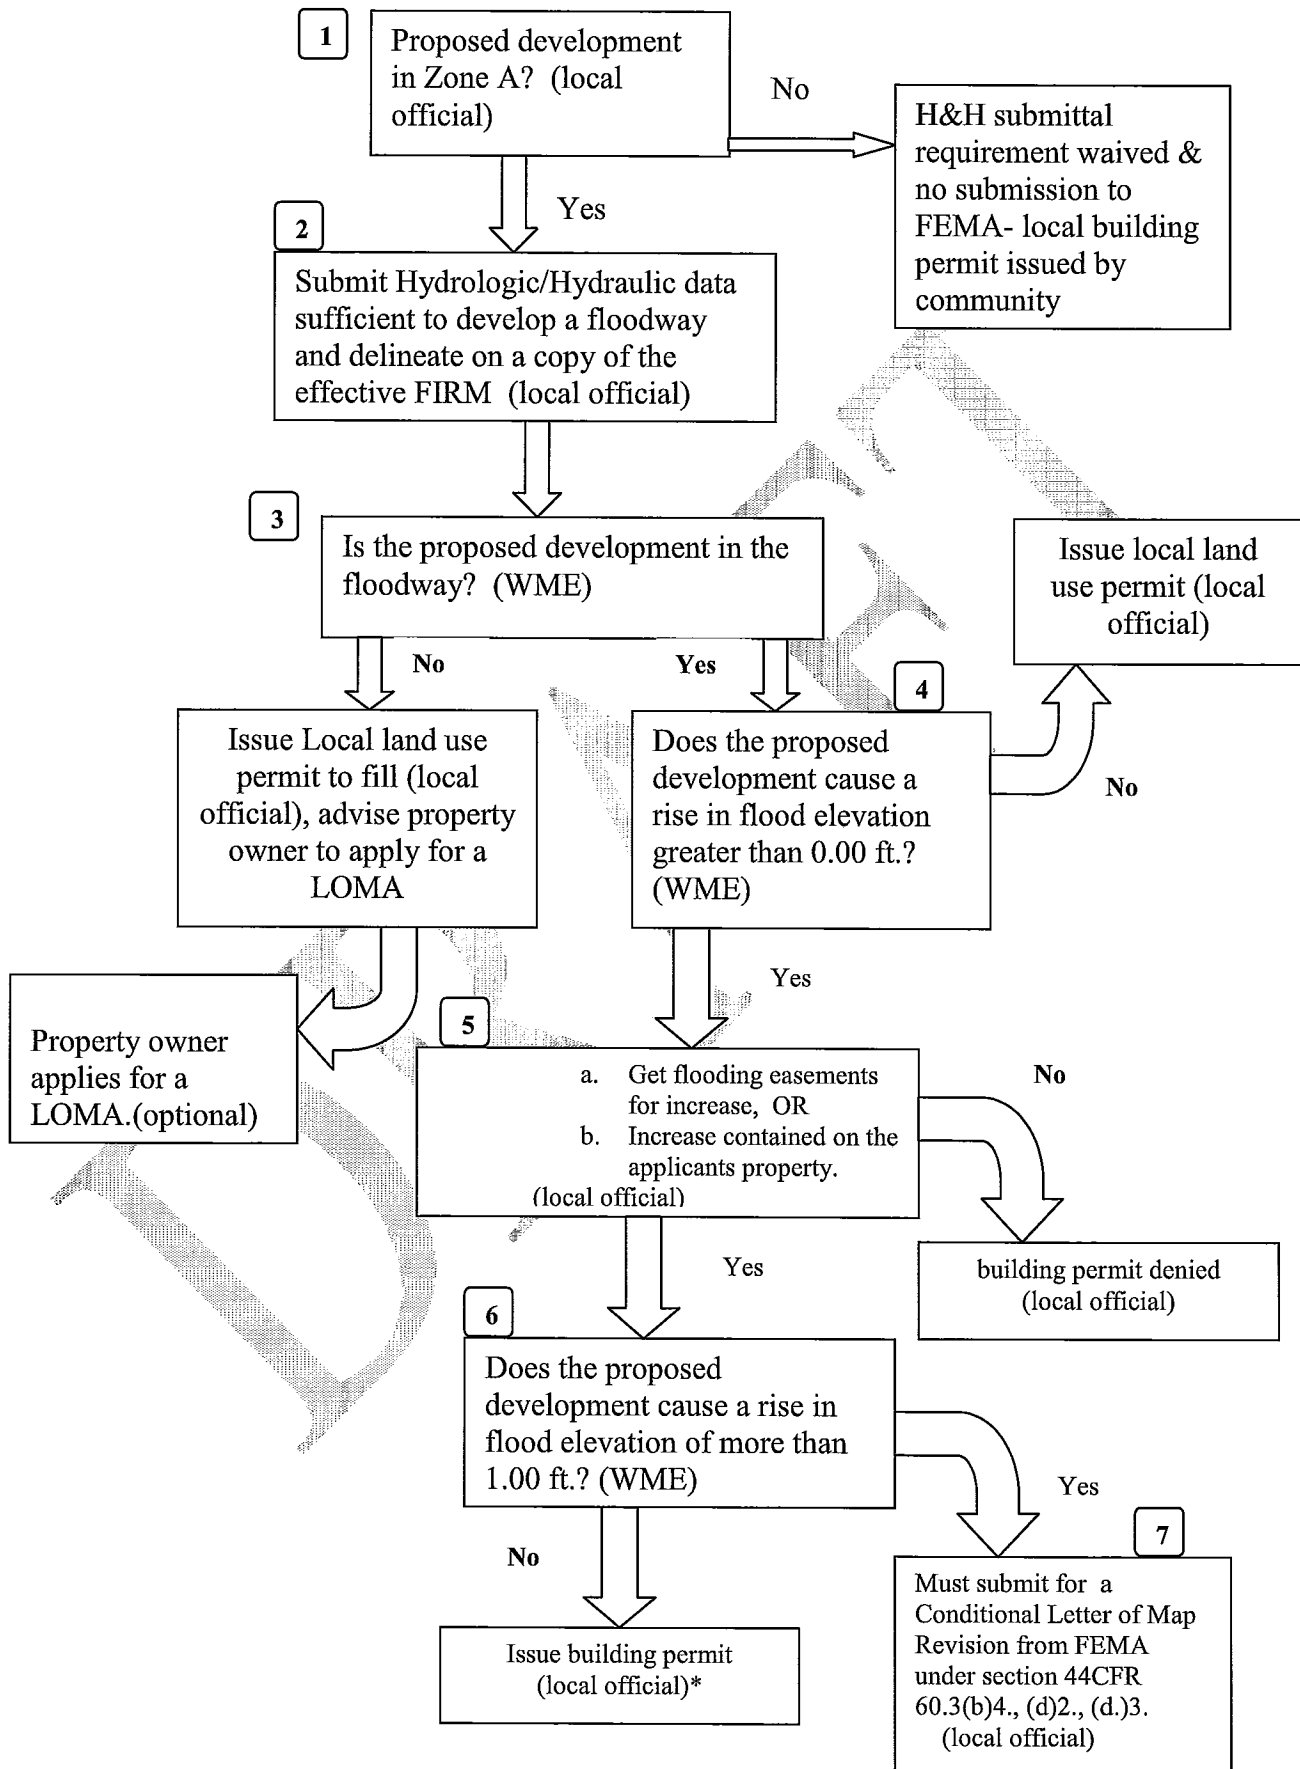 1
Proposed development
in Zone A?  (local
official)
No
H&H submittal
requirement waived &
no submission to
FEMA- local building
permit issued by
community
Yes
2
Submit Hydrologic/Hydraulic data
sufficient to develop a floodway
and delineate on a copy of the
effective FIRM  (local official)
3
Is the proposed development in the
floodway?  (WME)
Issue local land
use permit (local
official)
No
Yes
4
Issue Local land use
permit to fill (local
official), advise property
owner to apply for a
LOMA
Does the proposed
development cause a
rise in flood elevation
greater than 0.00 ft.?
(WME)
No
Yes
Property owner
applies for a
LOMA.(optional)
5
a. Get flooding easements
for increase,  OR
b. Increase contained on the
applicants property.
(local official)
No
building permit denied
(local official)
Yes
6
Does the proposed
development cause a rise in
flood elevation of more than
1.00 ft.? (WME)
Yes
No
7
Must submit for  a
Conditional Letter of Map
Revision from FEMA
under section 44CFR
60.3(b)4., (d)2., (d.)3.
(local official)
Issue building permit
(local official)*
DRAFT